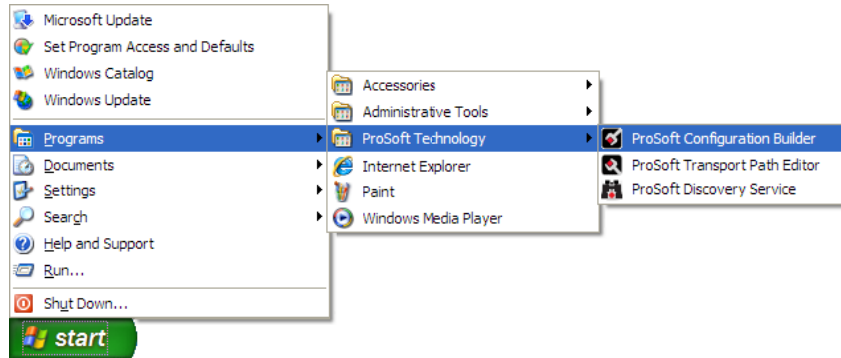 Microsoft Update
Set Program Access and Defaults
Windows Catalog
Windows Update
Programs
Documents
Settings
Search
Help and Support
Run...
Shut Down...
start
Accessories
Administrative Tools
ProSoft Technology
Internet Explorer
Paint
Windows Media Player
ProSoft Configuration Builder
ProSoft Transport Path Editor
ProSoft Discovery Service